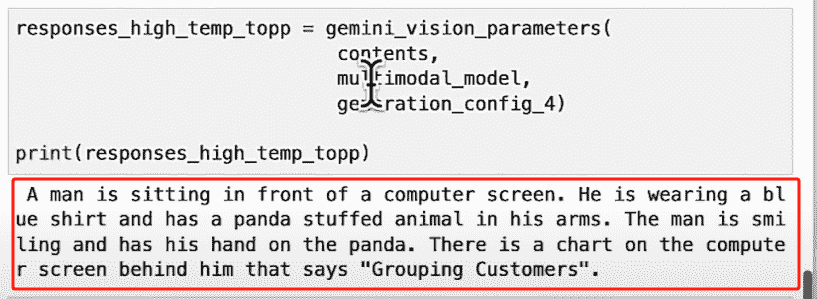 responses_high_temp_topp = gemini_vision_parameters(
contents,
multimodal_model,
generation_config_4)
print(responses_high_temp_topp)
A man is sitting in front of a computer screen. He is wearing a bl
ue shirt and has a panda stuffed animal in his arms. The man is smi
ling and has his hand on the panda. There is a chart on the compute
r screen behind him that says "Grouping Customers".